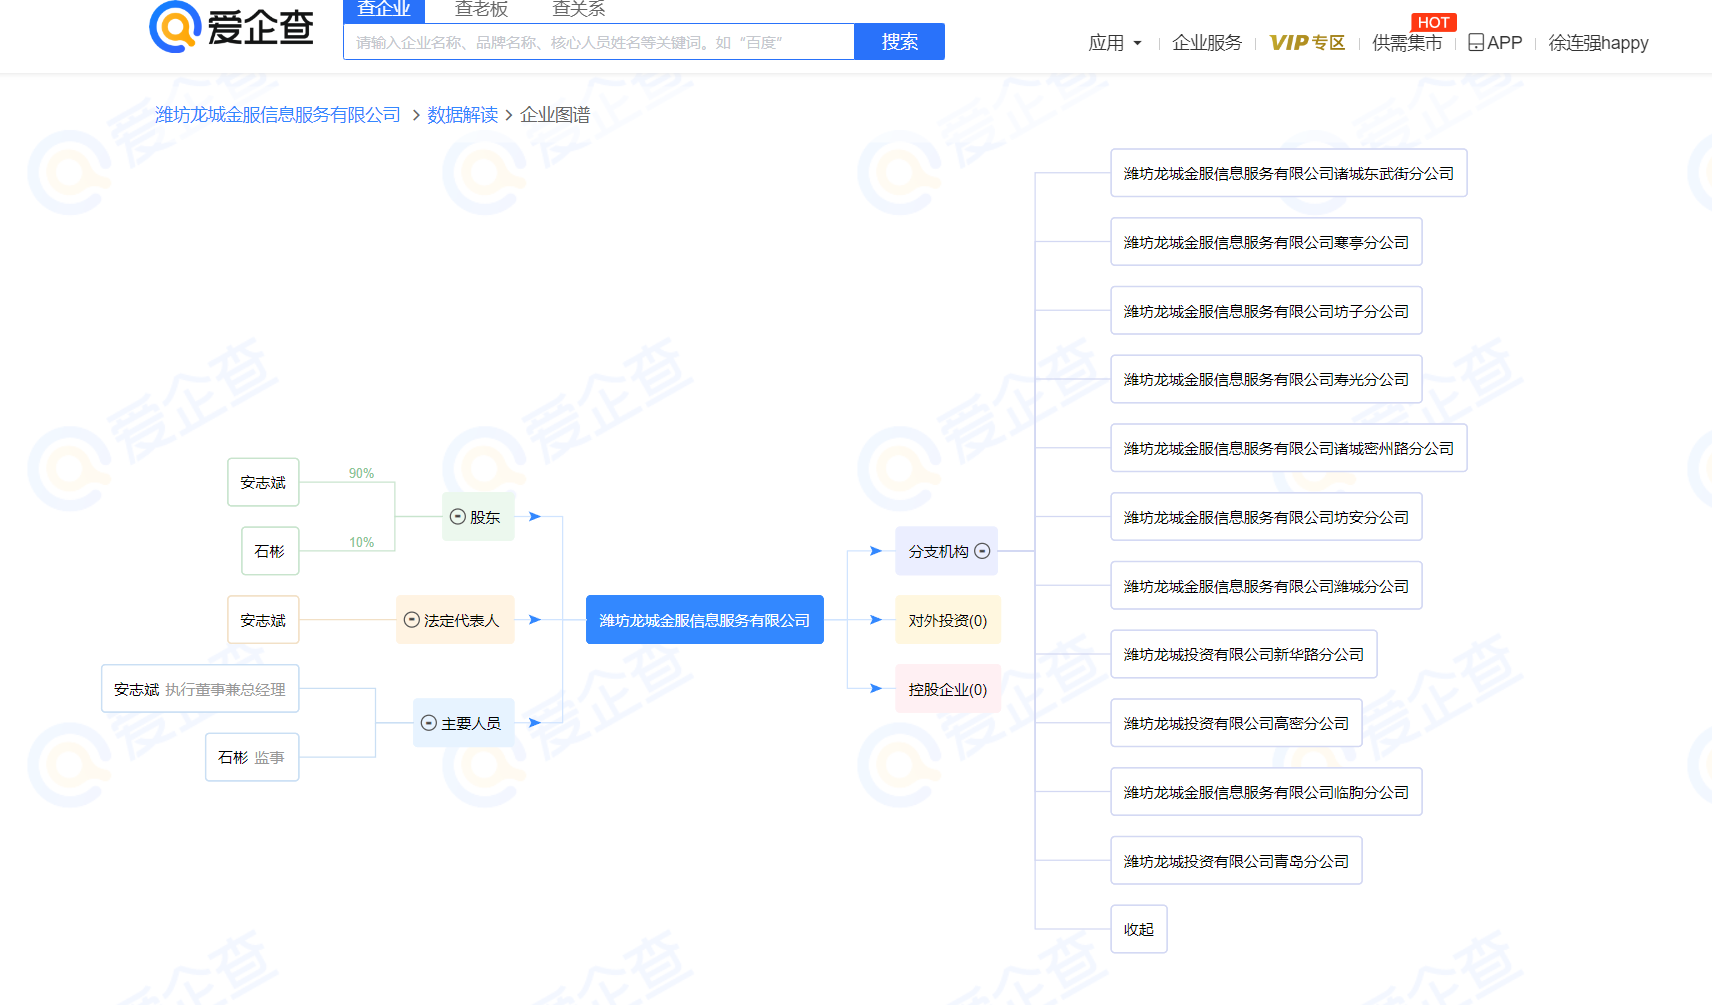 爱企查
查企业
查老板
查关系
请输入企业名称、品牌名称、核心人员姓名等关键词。如“百度”
搜索
应用
企业服务
VIP专区
供需集市
HOT
APP
徐连强happy
潍坊龙城金服信息服务有限公司 > 数据解读 > 企业图谱
安志斌
90%
石彬
10%
股东
安志斌
法定代表人
安志斌 执行董事兼总经理
石彬 监事
主要人员
潍坊龙城金服信息服务有限公司
分支机构
对外投资(0)
控股企业(0)
潍坊龙城金服信息服务有限公司诸城东武街分公司
潍坊龙城金服信息服务有限公司寒亭分公司
潍坊龙城金服信息服务有限公司坊子分公司
潍坊龙城金服信息服务有限公司寿光分公司
潍坊龙城金服信息服务有限公司诸城密州路分公司
潍坊龙城金服信息服务有限公司坊安分公司
潍坊龙城金服信息服务有限公司潍城分公司
潍坊龙城投资有限公司新华路分公司
潍坊龙城投资有限公司高密分公司
潍坊龙城金服信息服务有限公司临朐分公司
潍坊龙城投资有限公司青岛分公司
收起